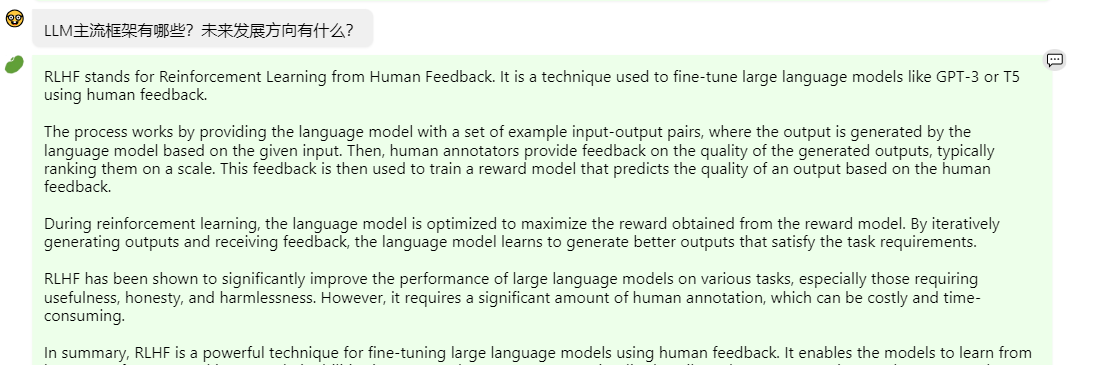 LLM主流框架有哪些？未来发展方向有什么？
RLHF stands for Reinforcement Learning from Human Feedback. It is a technique used to fine-tune large language models like GPT-3 or T5
using human feedback.
The process works by providing the language model with a set of example input-output pairs, where the output is generated by the
language model based on the given input. Then, human annotators provide feedback on the quality of the generated outputs, typically
ranking them on a scale. This feedback is then used to train a reward model that predicts the quality of an output based on the human
feedback.
During reinforcement learning, the language model is optimized to maximize the reward obtained from the reward model. By iteratively
generating outputs and receiving feedback, the language model learns to generate better outputs that satisfy the task requirements.
RLHF has been shown to significantly improve the performance of large language models on various tasks, especially those requiring
usefulness, honesty, and harmlessness. However, it requires a significant amount of human annotation, which can be costly and time-
consuming.
In summary, RLHF is a powerful technique for fine-tuning large language models using human feedback. It enables the models to learn from